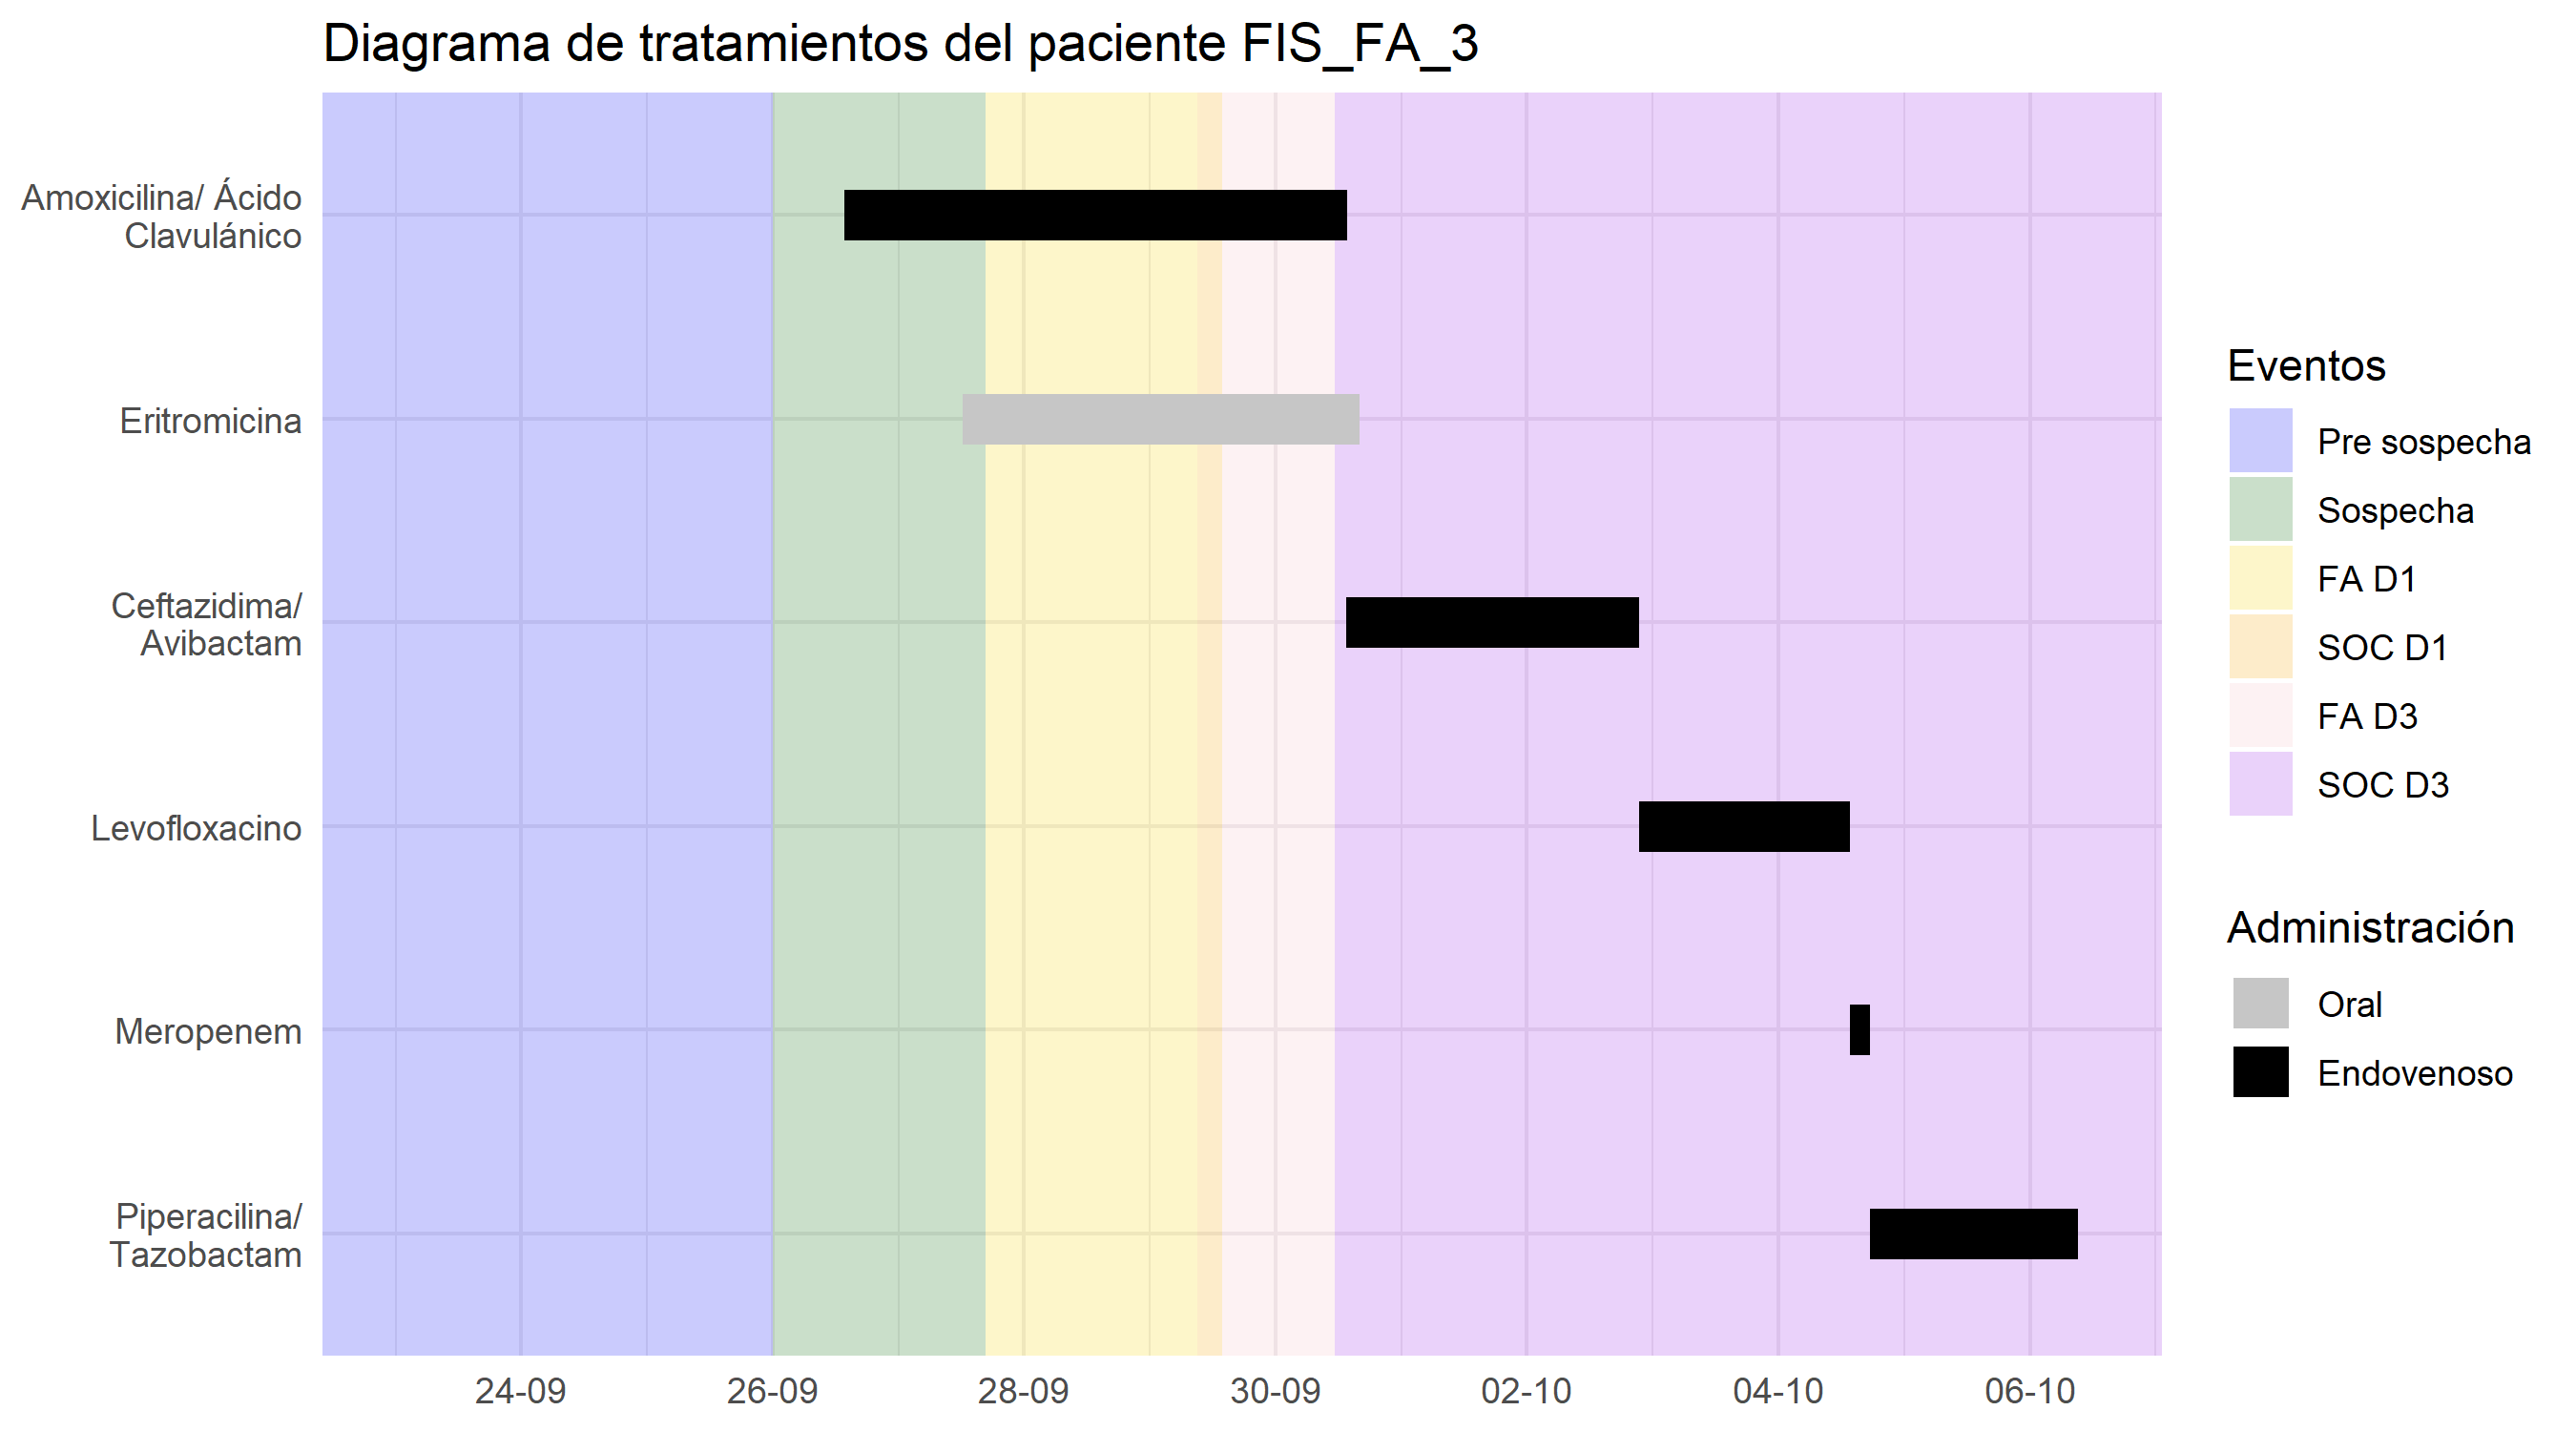 Diagrama de tratamientos del paciente FIS_FA_3
Amoxicilina/ Ácido
Clavulánico
Eritromicina
Ceftazidima/
Avibactam
Levofloxacino
Meropenem
Piperacilina/
Tazobactam
24-09
26-09
28-09
30-09
02-10
04-10
06-10
Eventos
Pre sospecha
Sospecha
FA D1
SOC D1
FA D3
SOC D3
Administración
Oral
Endovenoso